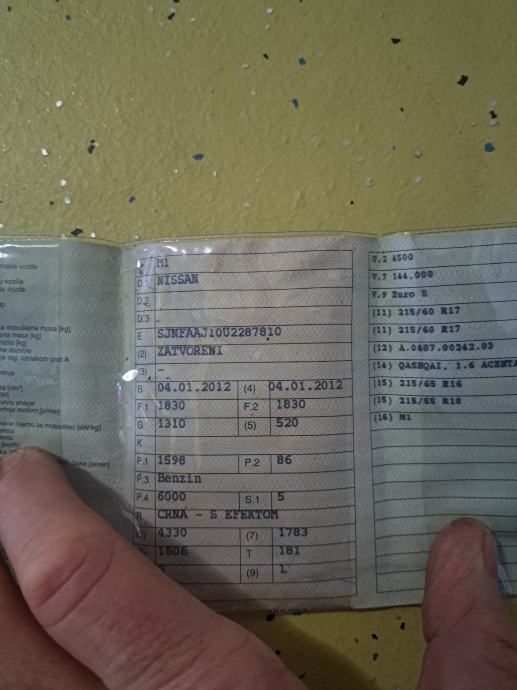 M1
D.1 NISSAN
D.2
D.3
E SJNFAAJ10U2287810
(2) ZATVORENI
(3) -
B 04.01.2012 (4) 04.01.2012
F.1 1830 F.2 1830
G 1310 (5) 520
K
P.1 1598 P.2 86
P.3 Benzin
P.4 6000 S.1 5
R CRNA - S EFEKTOM
4330 (7) 1783
1606 T 181
(9) 1
V.2 4500
V.7 144.000
V.9 Euro 5
(11) 215/60 R17
(11) 215/60 R17
(12) A.0487.00242.03
(14) QASHQAI, 1.6 ACENTA
(15) 215/65 R16
(15) 215/55 R18
(16) M1